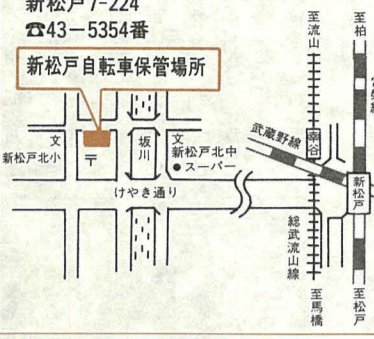 新松戸7-224
☎43－5354番
新松戸自転車保管場所
至流山
至柏
文
新松戸北小
〒
坂川
文
新松戸北中
●スーパー
武蔵野線
幸谷
新松戸
けやき通り
総武流山線
至馬橋
至松戸